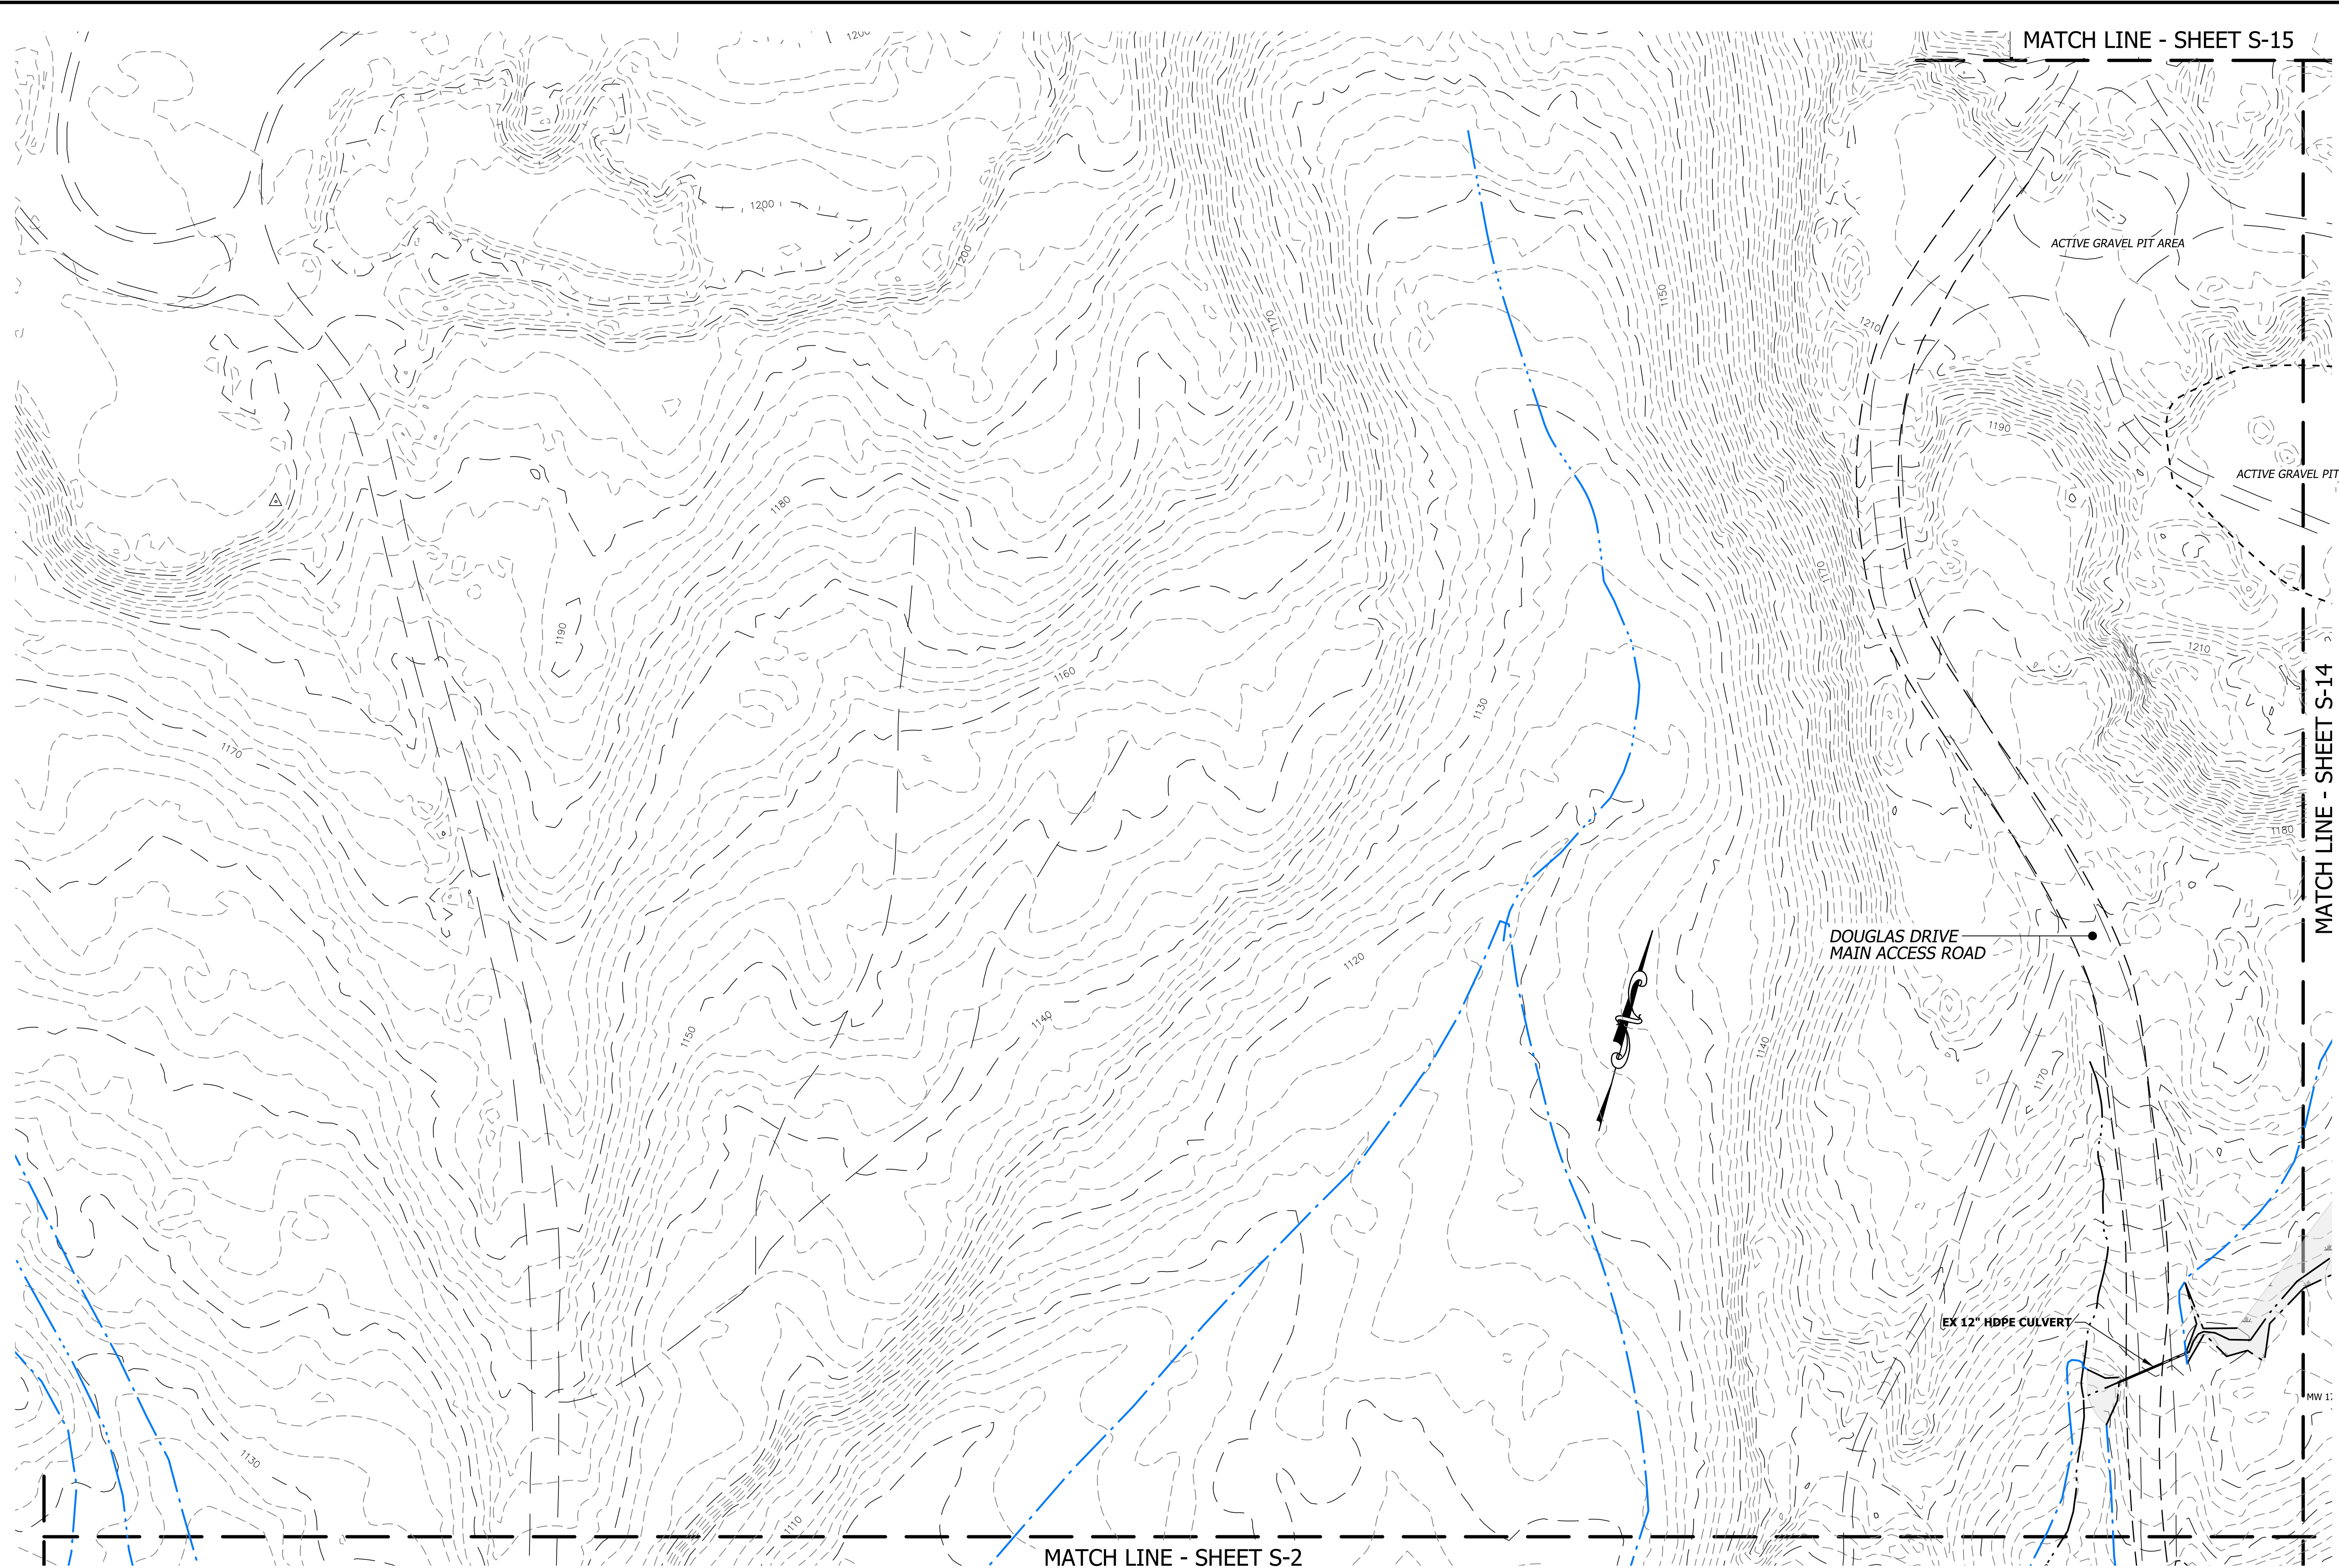 MATCH LINE - SHEET S-15
1200
1200
1200
ACTIVE GRAVEL PIT AREA
1150
1170
1210
1190
ACTIVE GRAVEL PIT
1180
1170
1190
1210
1160
MATCH LINE - SHEET S-14
1130
1170
1180
DOUGLAS DRIVE
MAIN ACCESS ROAD
1120
1140
1150
1140
1170
EX 12" HDPE CULVERT
MW 17
1130
1110
MATCH LINE - SHEET S-2